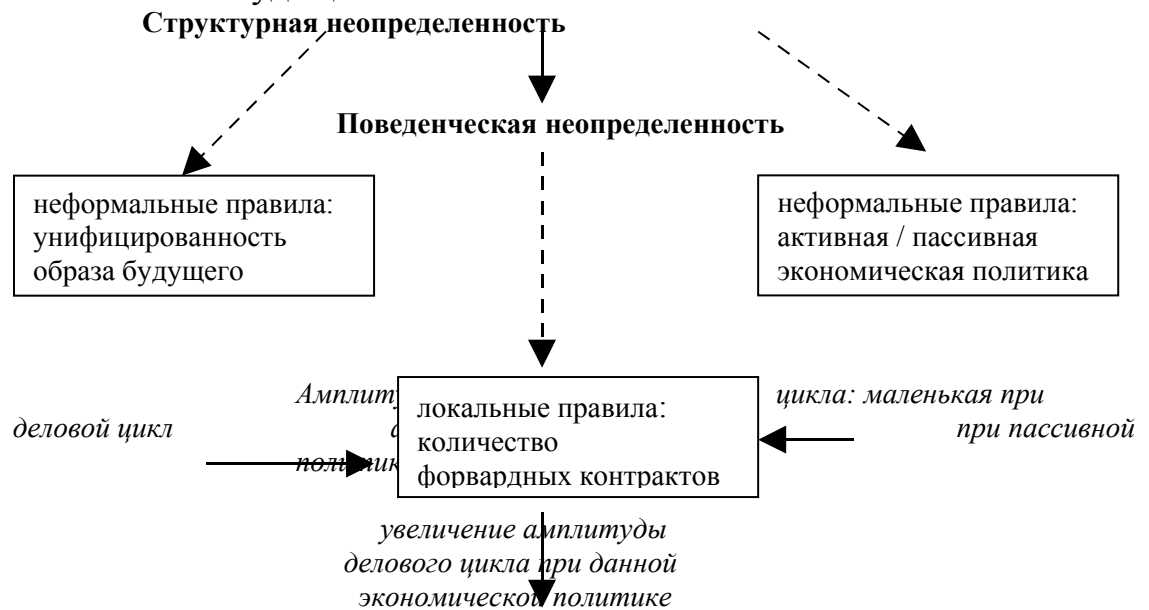 Структурная неопределенность
Поведенческая неопределенность
неформальные правила:
унифицированность
образа будущего
неформальные правила:
активная / пассивная
экономическая политика
деловой цикл
локальные правила:
количество
форвардных контрактов
цикла: маленькая при
при пассивной
увеличение амплитуды
делового цикла при данной
экономической политике